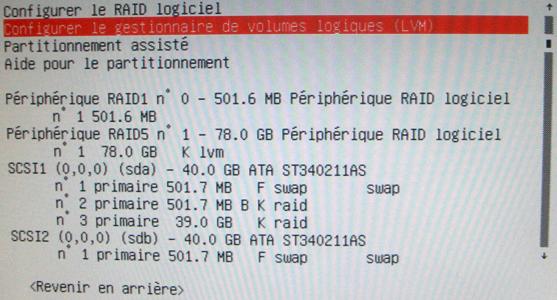 Configurer le RAID logiciel
Configurer le gestionnaire de volumes logiques (LVM)
Partitionnement assisté
Aide pour le partitionnement
Périphérique RAID1 n° 0 - 501.6 MB Périphérique RAID logiciel
n° 1 501.6 MB
Périphérique RAID5 n° 1 - 78.0 GB Périphérique RAID logiciel
n° 1 78.0 GB K lvm
SCSI1 (0,0,0) (sda) - 40.0 GB ATA ST340211AS
n° 1 primaire 501.7 MB F swap swap
n° 2 primaire 501.7 MB B K raid
n° 3 primaire 39.0 GB K raid
SCSI2 (0,0,0) (sdb) - 40.0 GB ATA ST340211AS
n° 1 primaire 501.7 MB F swap swap
<Revenir en arrière>